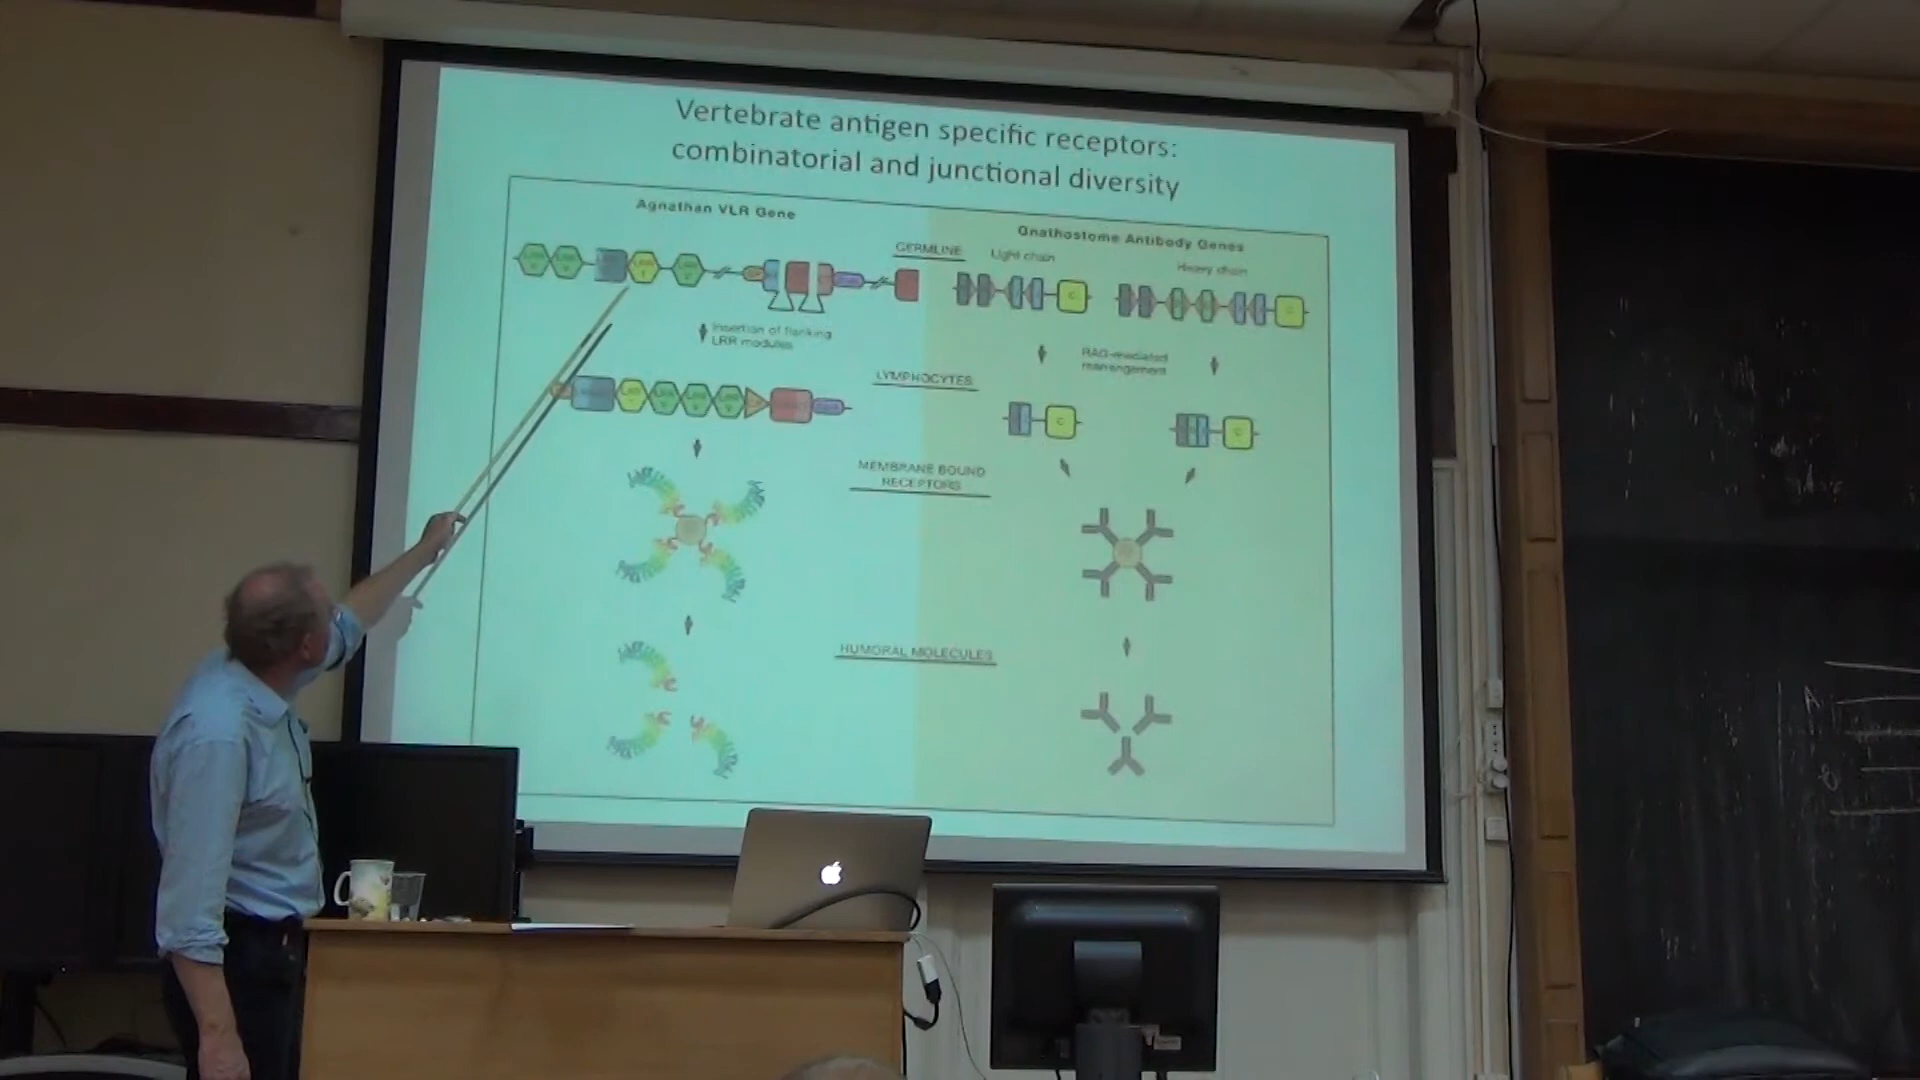 Vertebrate antigen specific receptors:
combinatorial and junctional diversity
Agnathan VLR Gene
Gnathostome Antibody Genes
GERMLINE
Light chain
Heavy chain
C
Insertion of flanking
LRR modules
RAG-mediated
rearrangement
LYMPHOCYTES
C
C
MEMBRANE BOUND
RECEPTORS
HUMORAL MOLECULES